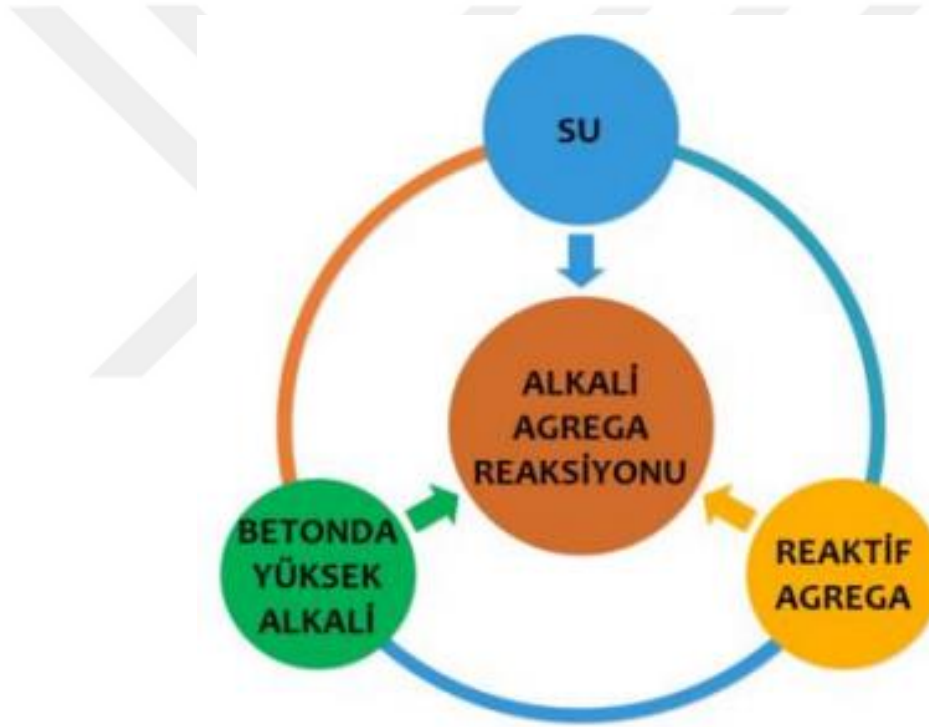 SU
ALKALİ
AGREGA
REAKSİYONU
BETONDA
YÜKSEK
ALKALİ
REAKTİF
AGREGA